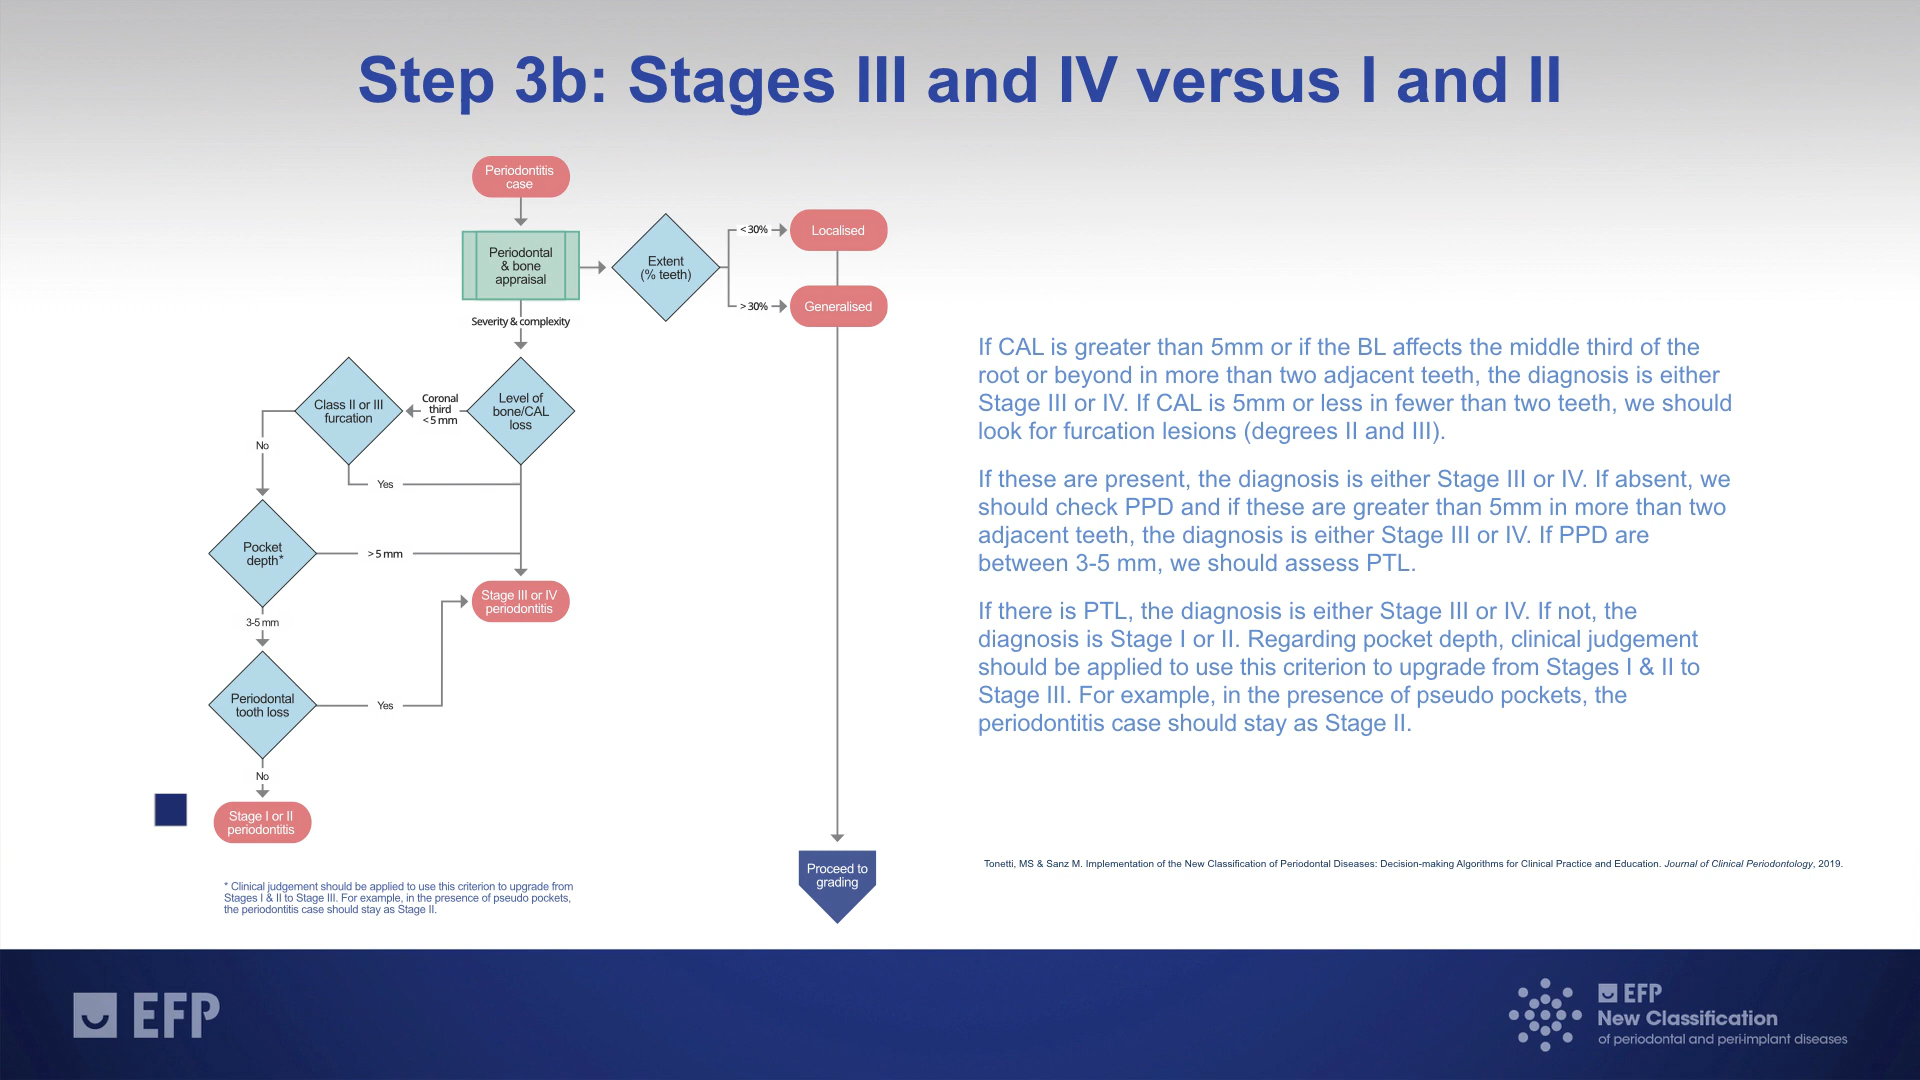 Step 3b: Stages III and IV versus I and II
Periodontitis
case
Periodontal
& bone
appraisal
Extent
(% teeth)
< 30%
Localised
> 30%
Generalised
Severity & complexity
Level of
bone/CAL
loss
Coronal
third
< 5 mm
Class II or III
furcation
No
Yes
Pocket
depth*
> 5 mm
3-5 mm
Stage III or IV
periodontitis
Periodontal
tooth loss
Yes
No
Stage I or II
periodontitis
Proceed to
grading
* Clinical judgement should be applied to use this criterion to upgrade from
Stages I & II to Stage III. For example, in the presence of pseudo pockets,
the periodontitis case should stay as Stage II.
If CAL is greater than 5mm or if the BL affects the middle third of the
root or beyond in more than two adjacent teeth, the diagnosis is either
Stage III or IV. If CAL is 5mm or less in fewer than two teeth, we should
look for furcation lesions (degrees II and III).
If these are present, the diagnosis is either Stage III or IV. If absent, we
should check PPD and if these are greater than 5mm in more than two
adjacent teeth, the diagnosis is either Stage III or IV. If PPD are
between 3-5 mm, we should assess PTL.
If there is PTL, the diagnosis is either Stage III or IV. If not, the
diagnosis is Stage I or II. Regarding pocket depth, clinical judgement
should be applied to use this criterion to upgrade from Stages I & II to
Stage III. For example, in the presence of pseudo pockets, the
periodontitis case should stay as Stage II.
Tonetti, MS & Sanz M. Implementation of the New Classification of Periodontal Diseases: Decision-making Algorithms for Clinical Practice and Education. Journal of Clinical Periodontology, 2019.
EFP
EFP
New Classification
of periodontal and peri-implant diseases